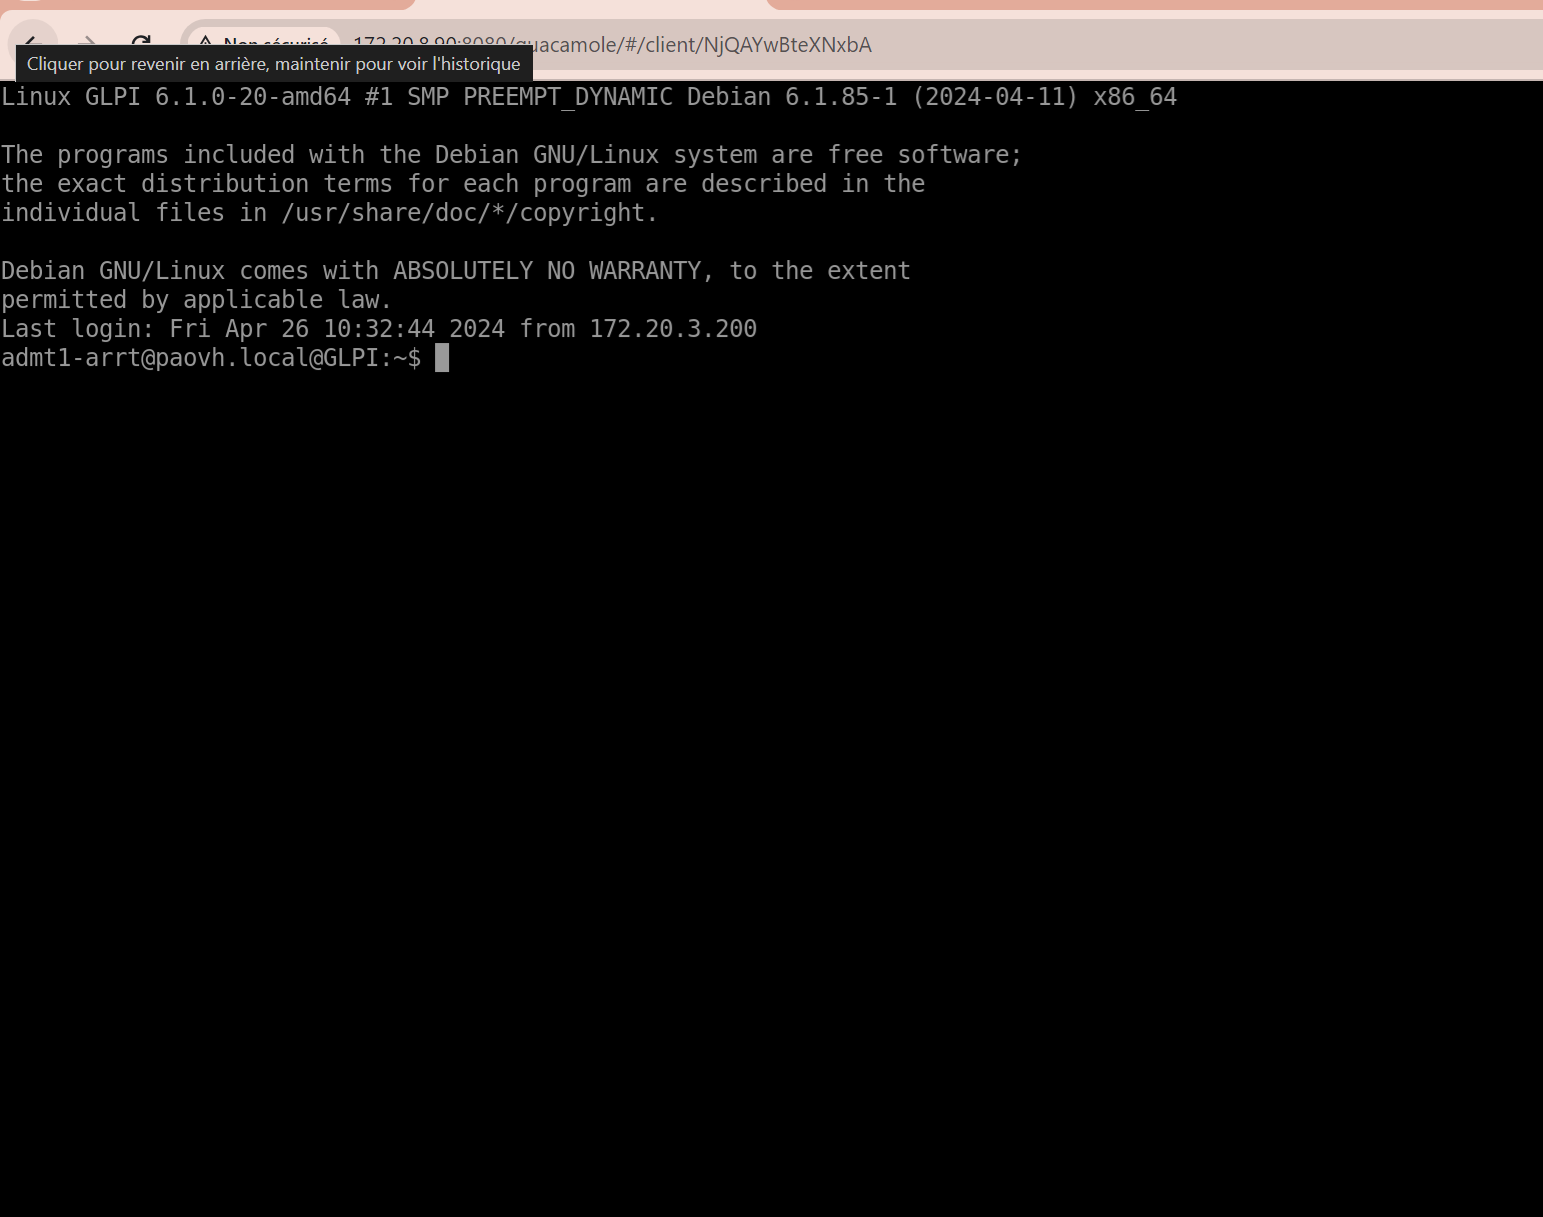 Non sécurisé 172.20.8.90:8080/guacamole/#/client/NjQAYwBteXNxbA
Cliquer pour revenir en arrière, maintenir pour voir l'historique
Linux GLPI 6.1.0-20-amd64 #1 SMP PREEMPT_DYNAMIC Debian 6.1.85-1 (2024-04-11) x86_64
The programs included with the Debian GNU/Linux system are free software;
the exact distribution terms for each program are described in the
individual files in /usr/share/doc/*/copyright.
Debian GNU/Linux comes with ABSOLUTELY NO WARRANTY, to the extent
permitted by applicable law.
Last login: Fri Apr 26 10:32:44 2024 from 172.20.3.200
admt1-arrt@paovh.local@GLPI:~$